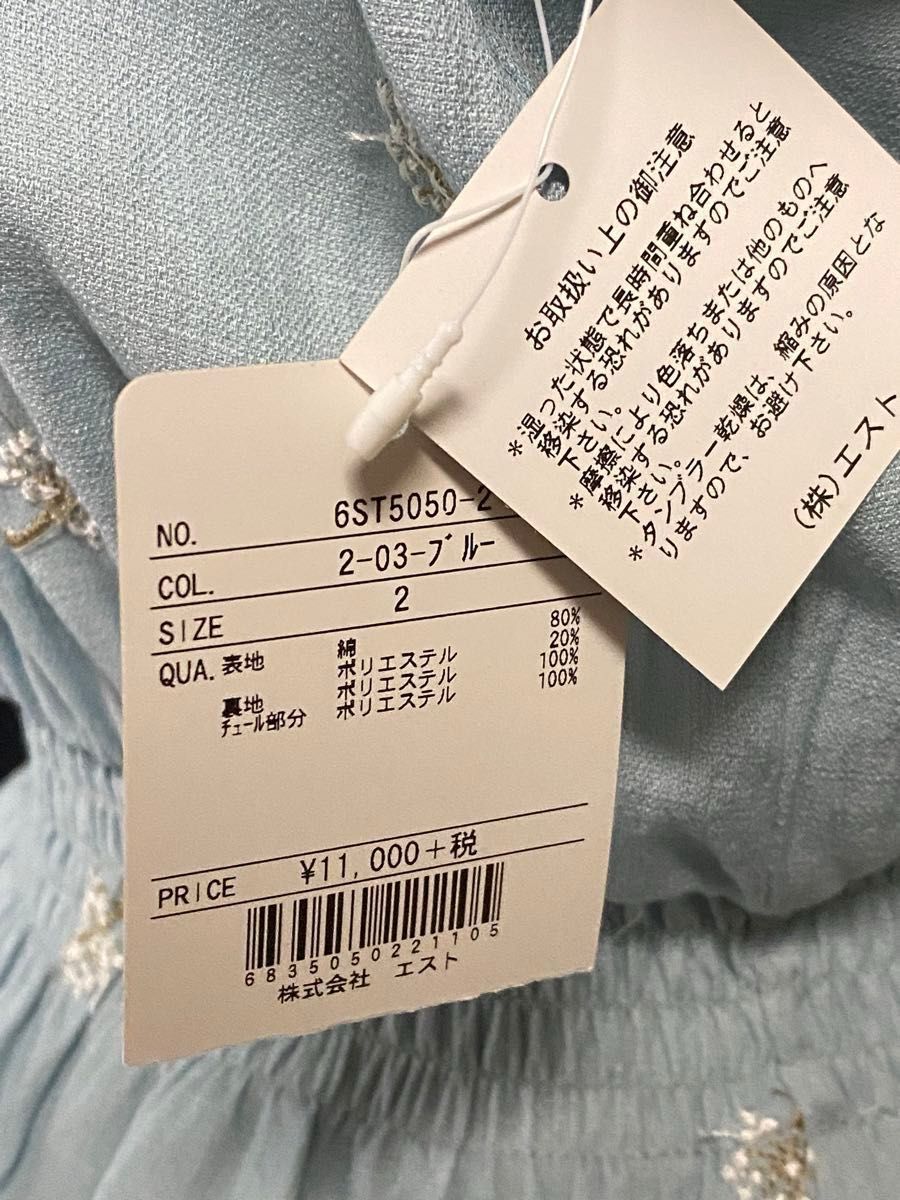 お取扱い上の御注意
*湿った状態で長時間重ね合わせると
移染する恐れがありますのでご注意
下さい。
*摩擦により色落ちまたは他のものへ
移染する恐れがありますのでご注意
下さい。
*タンブラー乾燥は、縮みの原因とな
りますので、お避け下さい。
(株)エスト
NO. 6ST5050-2
COL. 2-03-ブルー
SIZE 2
QUA. 表地 綿 80%
ポリエステル 20%
裏地 ポリエステル 100%
チュール部分 ポリエステル 100%
PRICE ¥11,000+税
6835050221105
株式会社 エスト